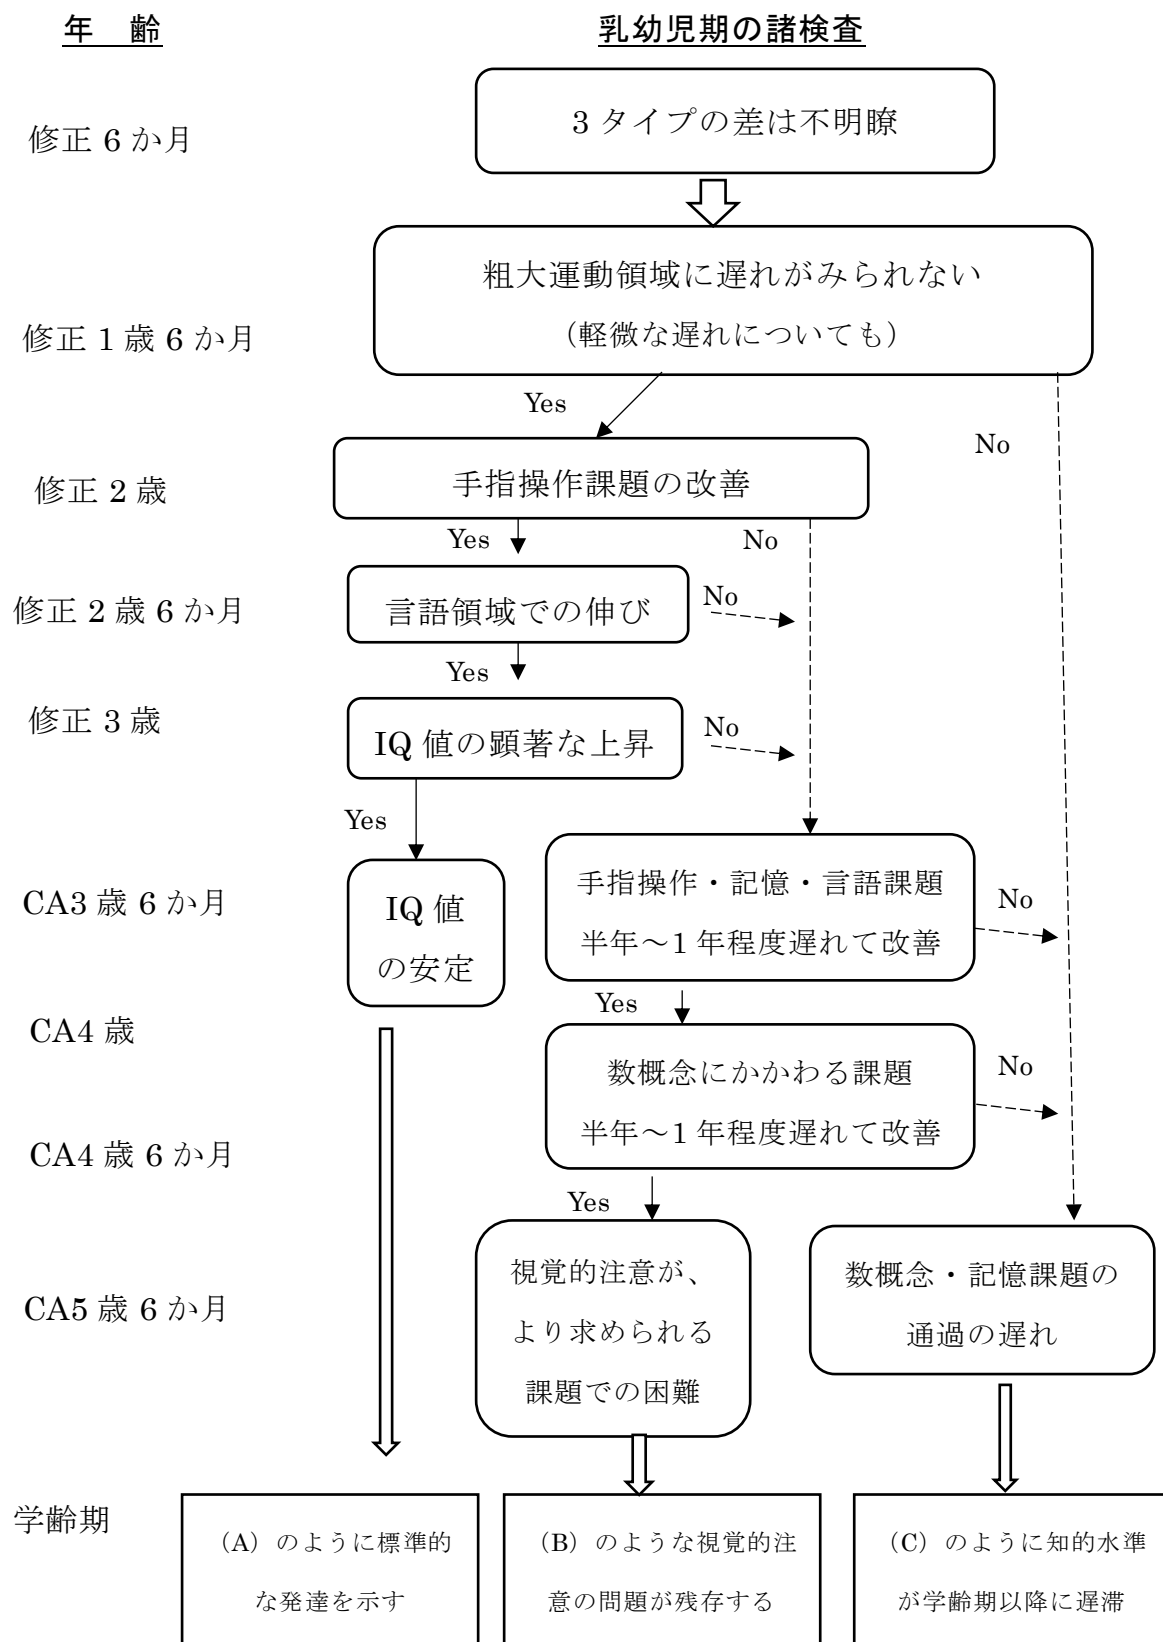 年　齢
乳幼児期の諸検査
修正 6 か月
3 タイプの差は不明瞭
修正 1 歳 6 か月
粗大運動領域に遅れがみられない
（軽微な遅れについても）
Yes
No
修正 2 歳
手指操作課題の改善
Yes
No
修正 2 歳 6 か月
言語領域での伸び
No
Yes
修正 3 歳
IQ 値の顕著な上昇
No
Yes
CA3 歳 6 か月
IQ 値
の安定
手指操作・記憶・言語課題
半年～1 年程度遅れて改善
No
Yes
CA4 歳
数概念にかかわる課題
半年～1 年程度遅れて改善
No
CA4 歳 6 か月
Yes
CA5 歳 6 か月
視覚的注意が、
より求められる
課題での困難
数概念・記憶課題の
通過の遅れ
学齢期
（A）のように標準的
な発達を示す
（B）のような視覚的注
意の問題が残存する
（C）のように知的水準
が学齢期以降に遅滞